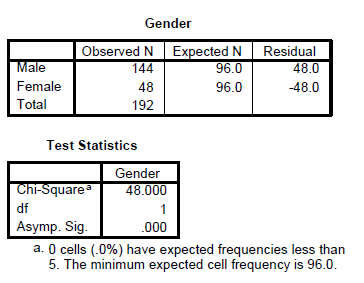 Gender
Observed N Expected N Residual
Male 144 96.0 48.0
Female 48 96.0 -48.0
Total 192
Test Statistics
Gender
Chi-Square a 48.000
df 1
Asymp. Sig. .000
a. 0 cells (.0%) have expected frequencies less than
5. The minimum expected cell frequency is 96.0.